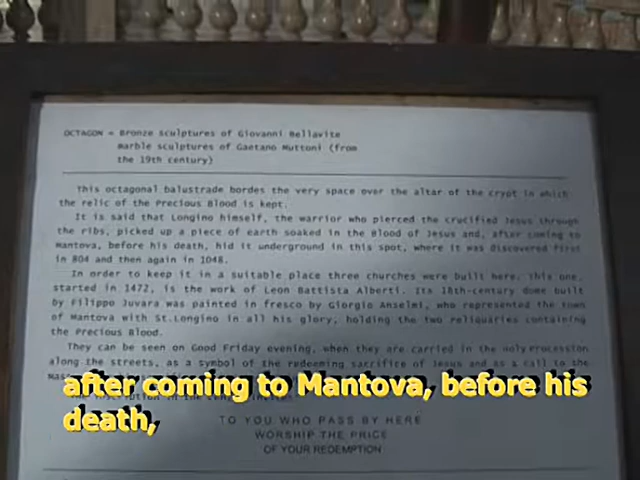 OCTAGON = Bronze sculptures of Giovanni Bellavite
marble sculptures of Gaetano Muttoni (from
the 19th century)
This octagonal balustrade bordes the very space over the altar of the crypt in which
the relic of the Precious Blood is kept.
It is said that Longino himself, the warrior who pierced the crucified Jesus through
the ribs, picked up a piece of earth soaked in the Blood of Jesus and, after coming to
Mantova, before his death, hid it underground in this spot, where it was discovered first
in 804 and then again in 1048.
In order to keep it in a suitable place three churches were built here. This one,
started in 1472, is the work of Leon Battista Alberti. Its 18th-century dome built
by Filippo Juvara was painted in fresco by Giorgio Anselmi, who represented the town
of Mantova with St.Longino in all his glory, holding the two reliquaries containing
the Precious Blood.
They can be seen on Good Friday evening, when they are carried in the holy procession
along the streets, as a symbol of the redeeming sacrifice of Jesus and as a call to the
after coming to Mantova, before his
death,
TO YOU WHO PASS BY HERE
WORSHIP THE PRICE
OF YOUR REDEMPTION